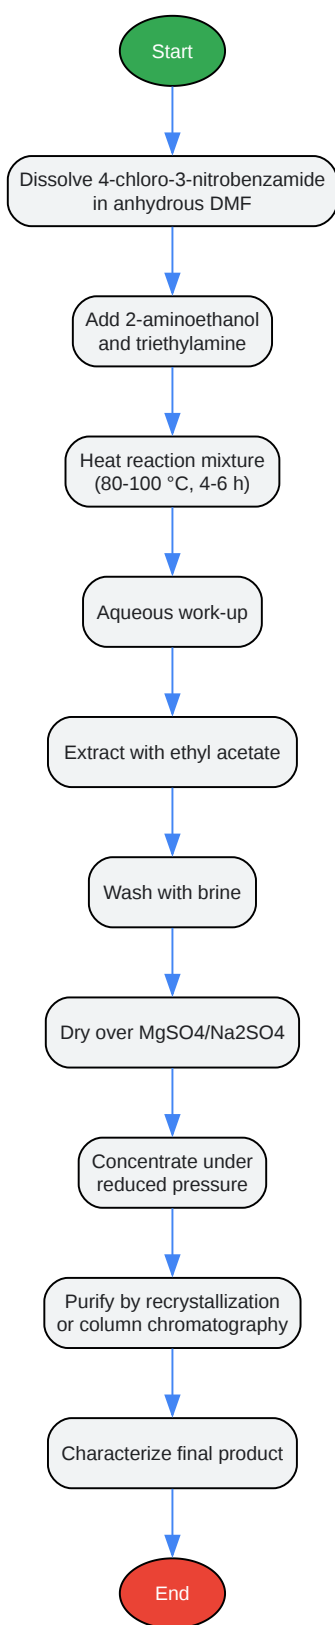 Start
Dissolve 4-chloro-3-nitrobenzamide
in anhydrous DMF
Add 2-aminoethanol
and triethylamine
Heat reaction mixture
(80-100 °C, 4-6 h)
Aqueous work-up
Extract with ethyl acetate
Wash with brine
Dry over MgSO4/Na2SO4
Concentrate under
reduced pressure
Purify by recrystallization
or column chromatography
Characterize final product
End